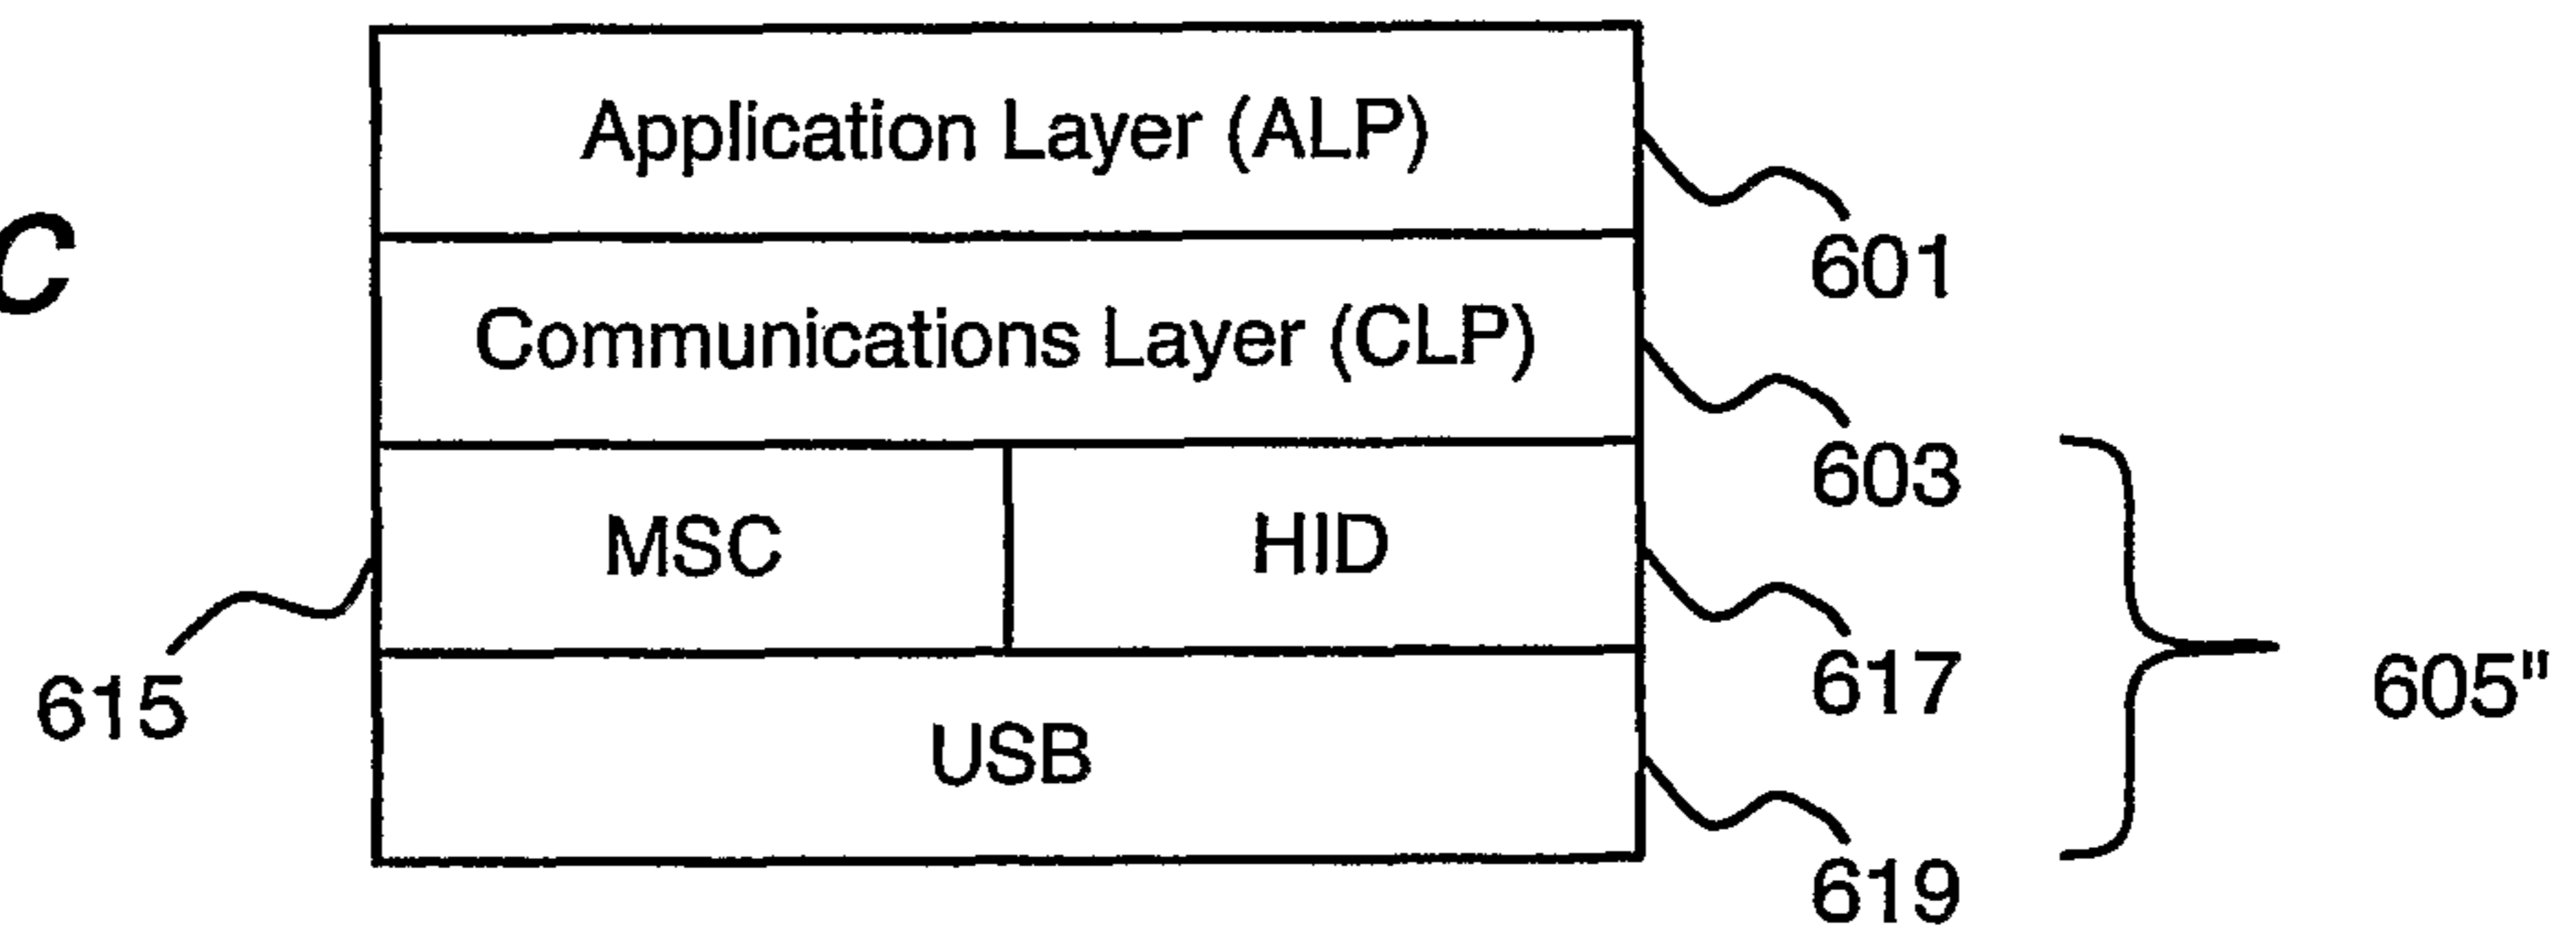 C
Application Layer (ALP)
601
Communications Layer (CLP)
603
MSC HID
615 617 605"
USB
619